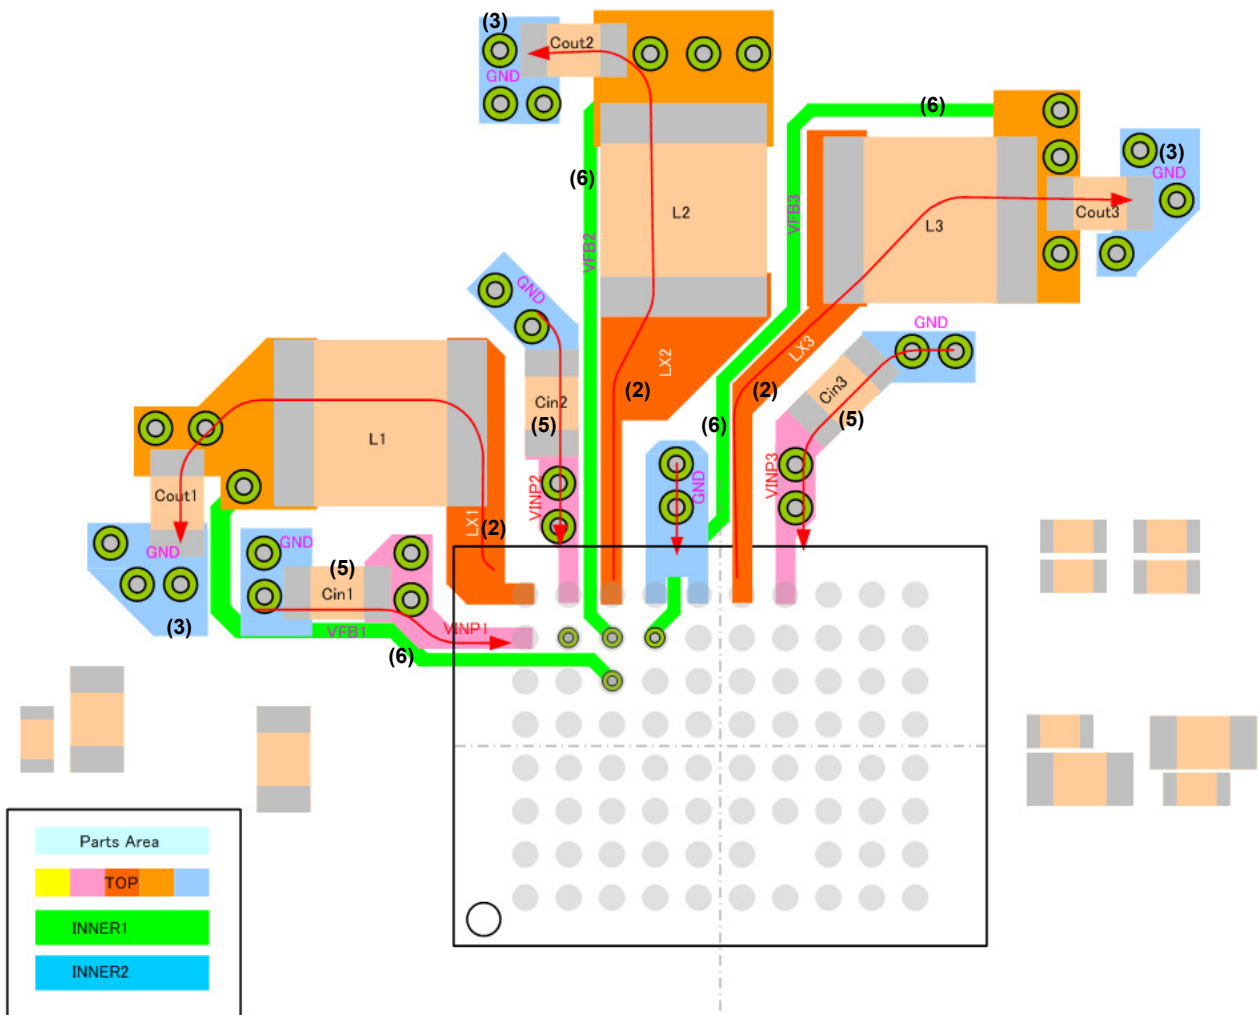 (3)
Cout2
GND
(6)
(6)
VFB2
L2
VFB3
L3
(3)
GND
Cout3
GND
Cin2
(5)
LX2
(2)
LX3
(2)
(6)
GND
Cin3
(5)
L1
Cout1
LX1
(2)
VINP2
GND
VINP3
GND
(3)
GND
Cin1
(5)
VFB1
VINP1
(6)
Parts Area
TOP
INNER1
INNER2